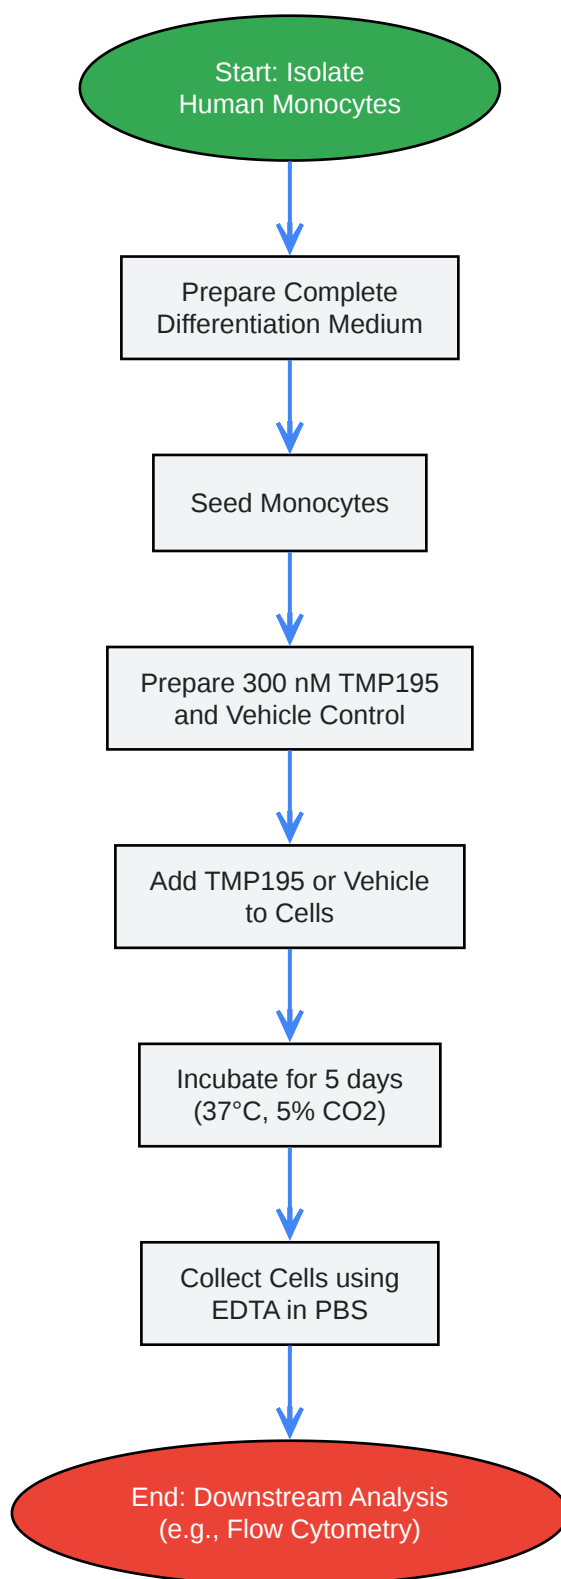 Start: Isolate
Human Monocytes
Prepare Complete
Differentiation Medium
Seed Monocytes
Prepare 300 nM TMP195
and Vehicle Control
Add TMP195 or Vehicle
to Cells
Incubate for 5 days
(37°C, 5% CO2)
Collect Cells using
EDTA in PBS
End: Downstream Analysis
(e.g., Flow Cytometry)